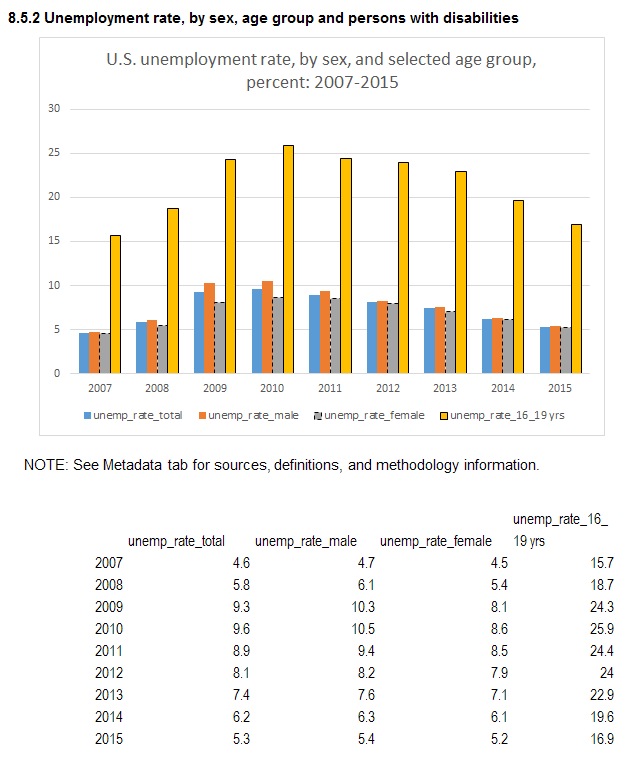 8.5.2 Unemployment rate, by sex, age group and persons with disabilities
U.S. unemployment rate, by sex, and selected age group,
percent: 2007-2015
30
25
20
15
10
5
0
2007 2008 2009 2010 2011 2012 2013 2014 2015
unemp_rate_total unemp_rate_male unemp_rate_female unemp_rate_16_19 yrs
NOTE: See Metadata tab for sources, definitions, and methodology information.
unemp_rate_16_
unemp_rate_total unemp_rate_male unemp_rate_female 19 yrs
2007 4.6 4.7 4.5 15.7
2008 5.8 6.1 5.4 18.7
2009 9.3 10.3 8.1 24.3
2010 9.6 10.5 8.6 25.9
2011 8.9 9.4 8.5 24.4
2012 8.1 8.2 7.9 24
2013 7.4 7.6 7.1 22.9
2014 6.2 6.3 6.1 19.6
2015 5.3 5.4 5.2 16.9